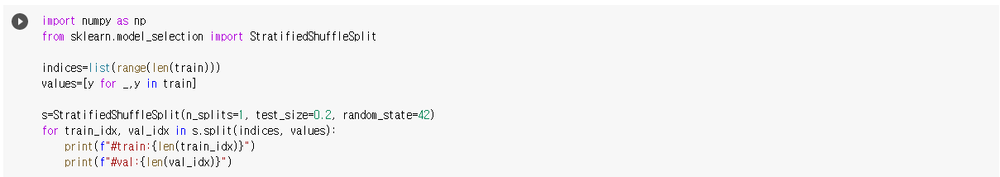 import numpy as np
from sklearn.model_selection import StratifiedShuffleSplit
indices=list(range(len(train)))
values=[y for _,y in train]
s=StratifiedShuffleSplit(n_splits=1, test_size=0.2, random_state=42)
for train_idx, val_idx in s.split(indices, values):
    print(f"#train:{len(train_idx)}")
    print(f"#val:{len(val_idx)}")